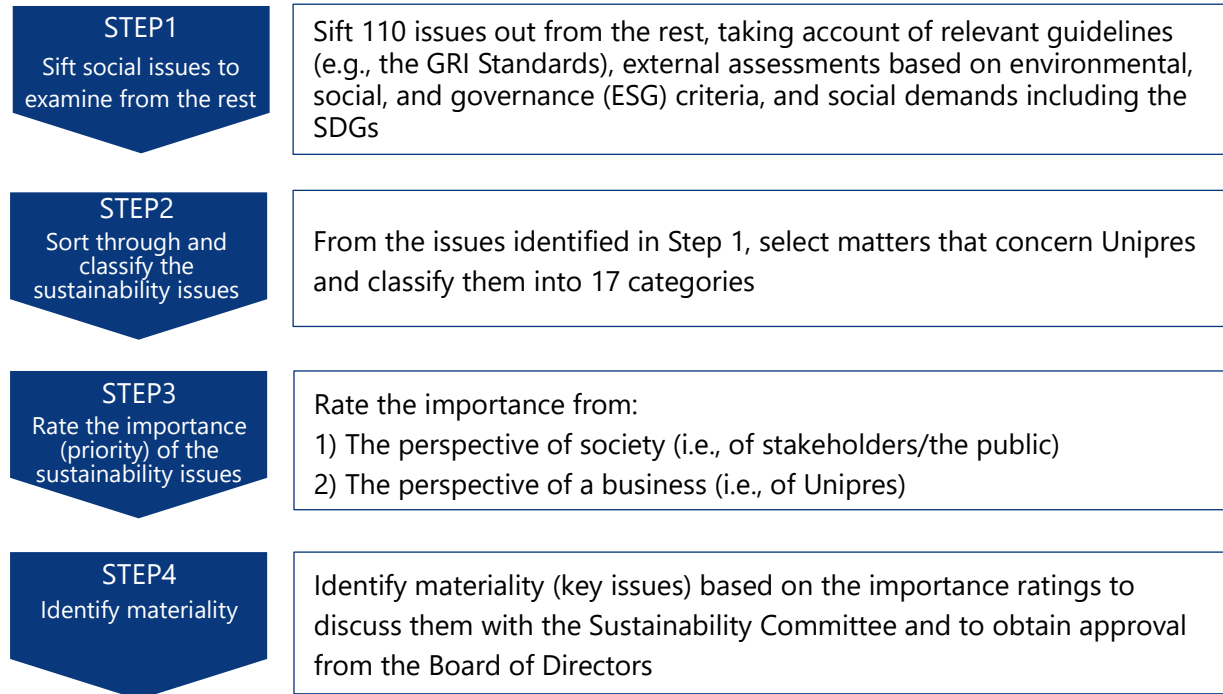 STEP1
Sift social issues to
examine from the rest
Sift 110 issues out from the rest, taking account of relevant guidelines
(e.g., the GRI Standards), external assessments based on environmental,
social, and governance (ESG) criteria, and social demands including the
SDGs
STEP2
Sort through and
classify the
sustainability issues
From the issues identified in Step 1, select matters that concern Unipres
and classify them into 17 categories
STEP3
Rate the importance
(priority) of the
sustainability issues
Rate the importance from:
1) The perspective of society (i.e., of stakeholders/the public)
2) The perspective of a business (i.e., of Unipres)
STEP4
Identify materiality
Identify materiality (key issues) based on the importance ratings to
discuss them with the Sustainability Committee and to obtain approval
from the Board of Directors